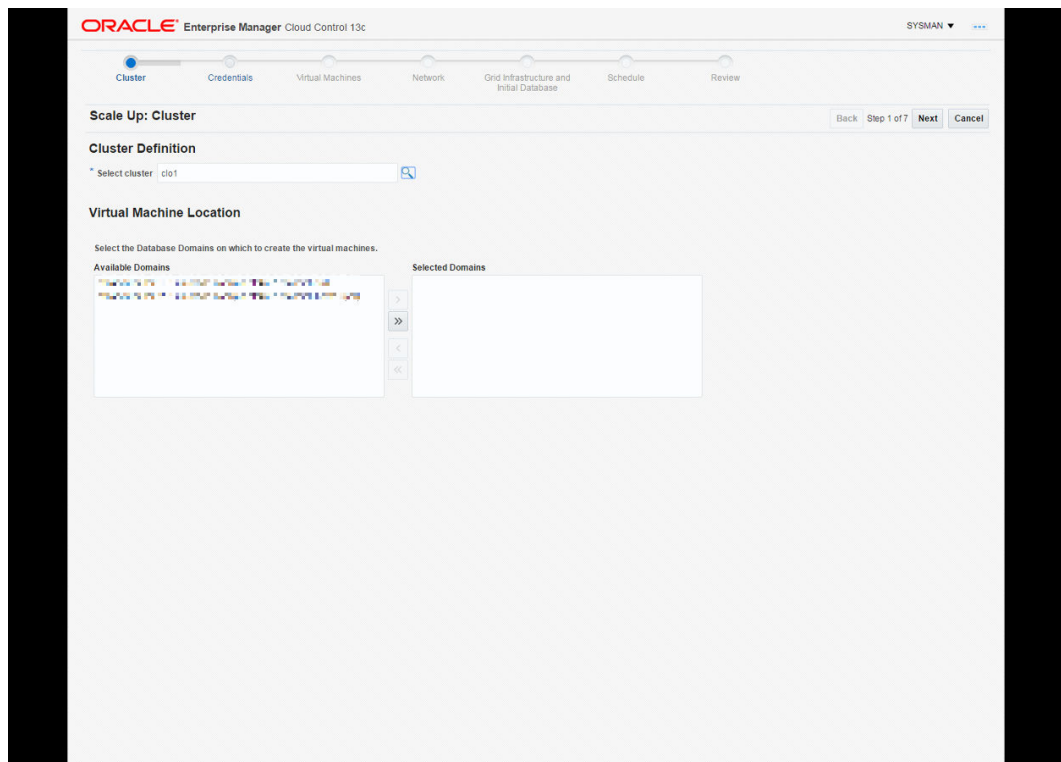 ORACLE Enterprise Manager Cloud Control 13c SYSMAN
Cluster Credentials Virtual Machines Network Grid Infrastructure and Initial Database Schedule Review
Scale Up: Cluster Back Step 1 of 7 Next Cancel
Cluster Definition
* Select cluster clo1
Virtual Machine Location
Select the Database Domains on which to create the virtual machines.
Available Domains Selected Domains